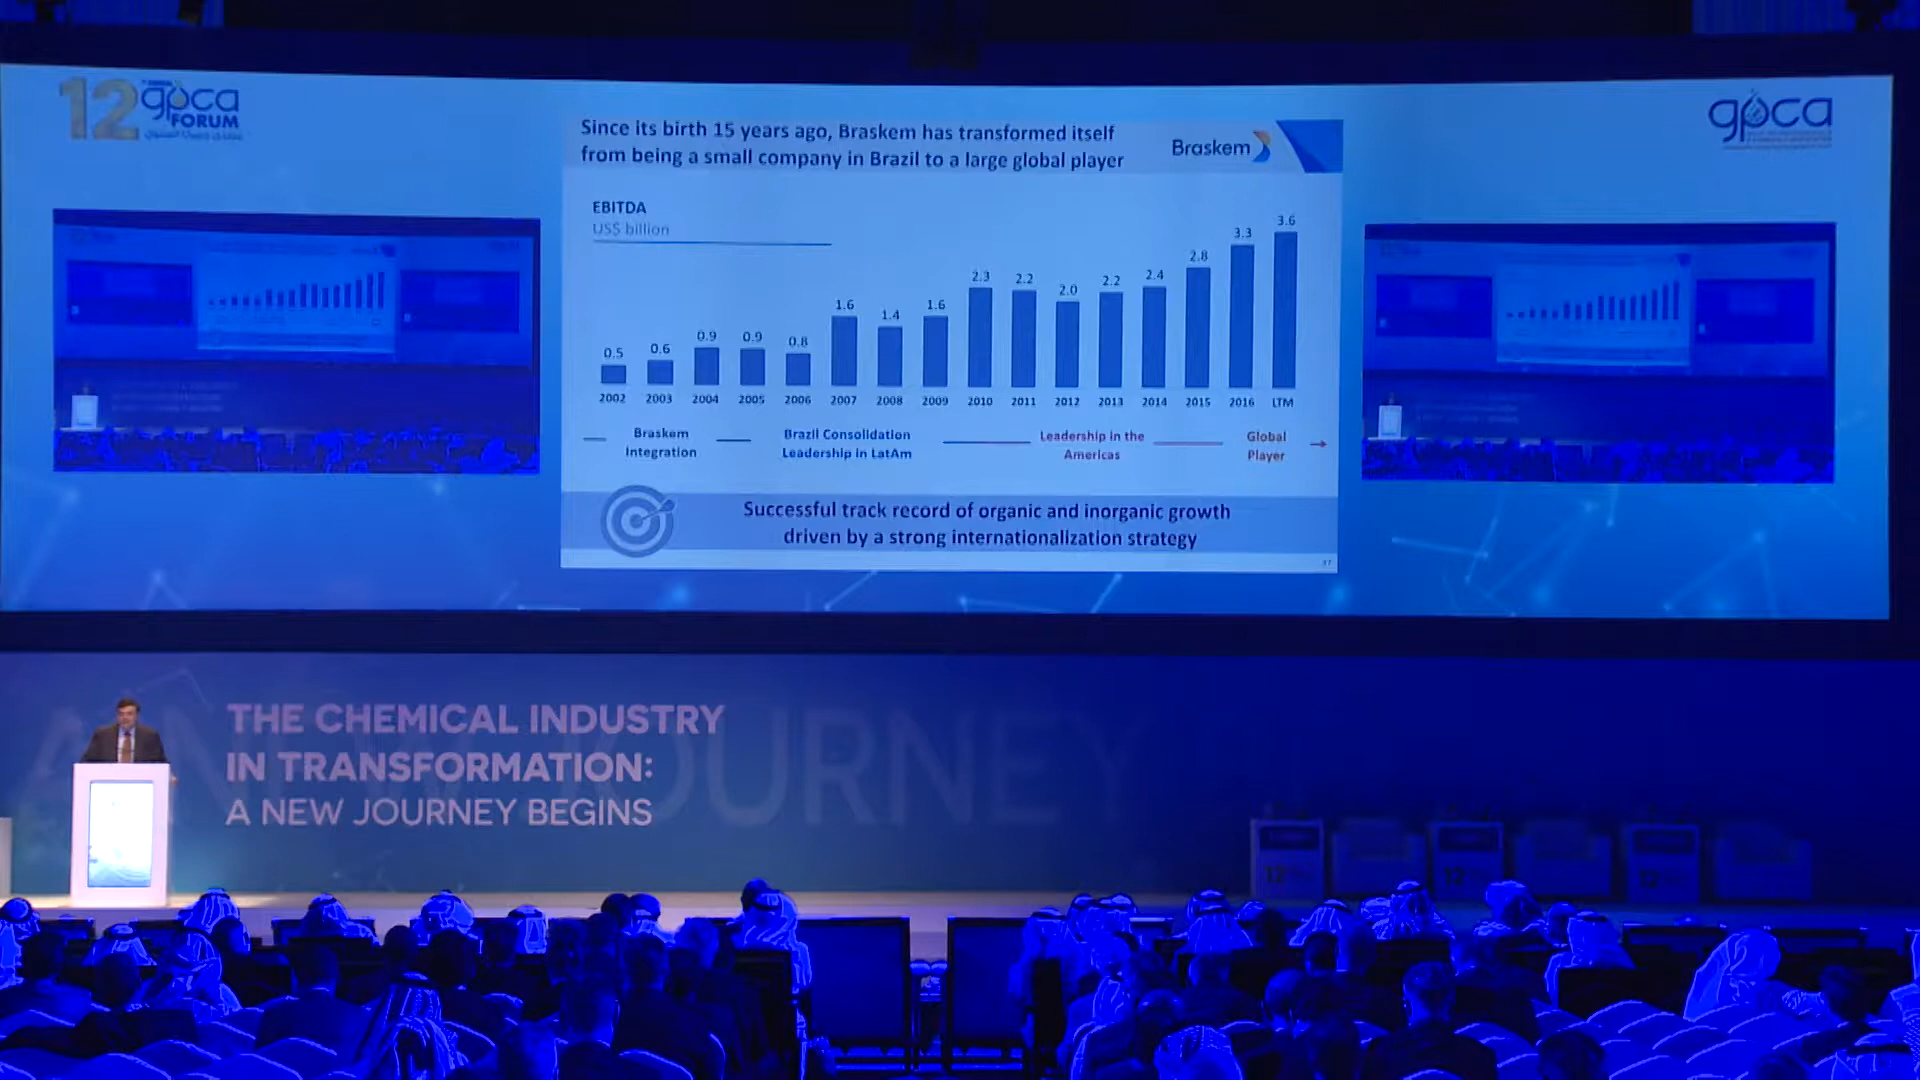 12
gpca
FORUM
gpca
Since its birth 15 years ago, Braskem has transformed itself
from being a small company in Brazil to a large global player
Braskem
EBITDA
US$ billion
0.5 0.6 0.9 0.9 0.8 1.6 1.4 1.6 2.3 2.2 2.0 2.2 2.4 2.8 3.3 3.6
2002 2003 2004 2005 2006 2007 2008 2009 2010 2011 2012 2013 2014 2015 2016 LTM
Braskem
Integration
Brazil Consolidation
Leadership in LatAm
Leadership in the
Americas
Global
Player
Successful track record of organic and inorganic growth
driven by a strong internationalization strategy
THE CHEMICAL INDUSTRY
IN TRANSFORMATION:
A NEW JOURNEY BEGINS
A NEW JOURNEY
12
12
12